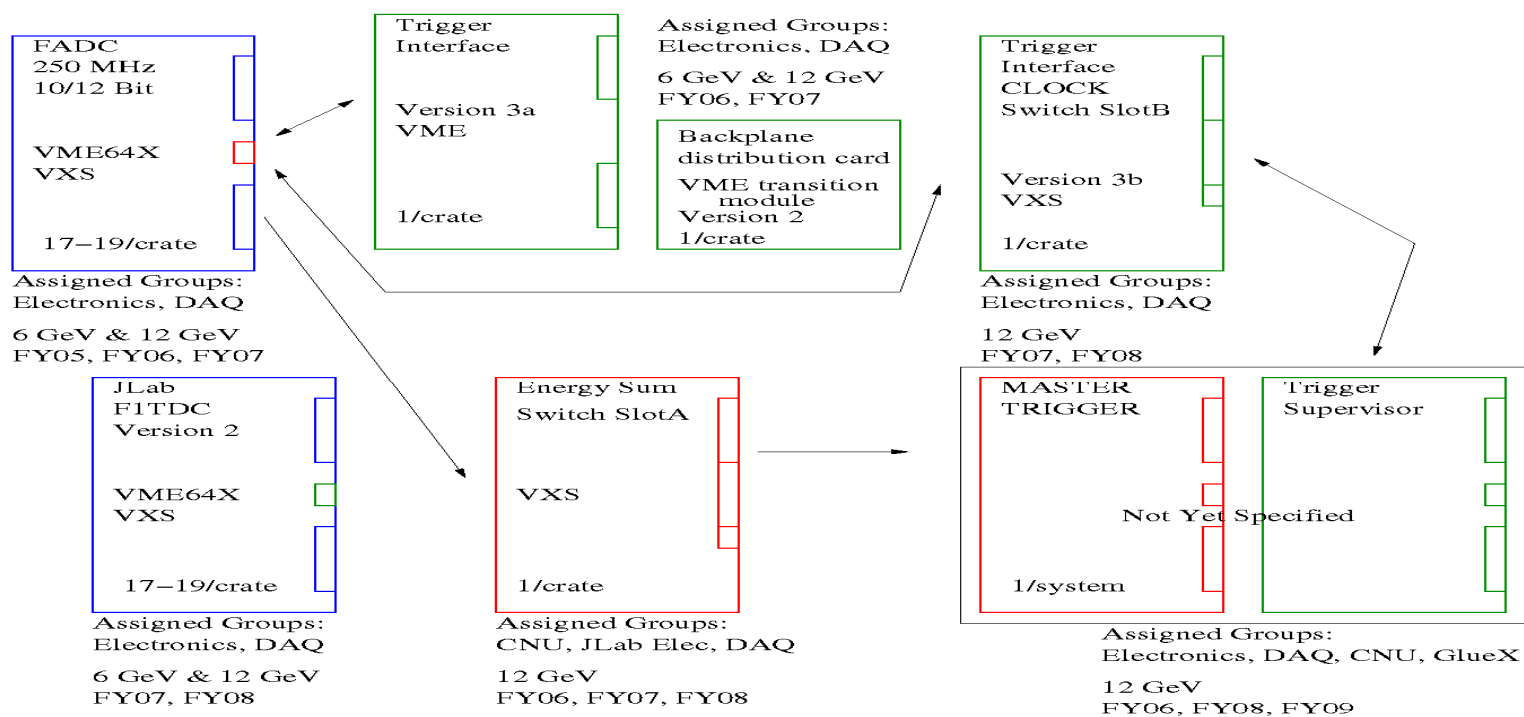 FADC
250 MHz
10/12 Bit
VME64X
VXS
17−19/crate
Assigned Groups:
Electronics, DAQ
6 GeV & 12 GeV
FY05, FY06, FY07
Trigger
Interface
Version 3a
VME
1/crate
Assigned Groups:
Electronics, DAQ
6 GeV & 12 GeV
FY06, FY07
Backplane
distribution card
VME transition
module
Version 2
1/crate
Trigger
Interface
CLOCK
Switch SlotB
Version 3b
VXS
1/crate
Assigned Groups:
Electronics, DAQ
12 GeV
FY07, FY08
JLab
F1TDC
Version 2
VME64X
VXS
17−19/crate
Assigned Groups:
Electronics, DAQ
6 GeV & 12 GeV
FY07, FY08
Energy Sum
Switch SlotA
VXS
1/crate
Assigned Groups:
CNU, JLab Elec, DAQ
12 GeV
FY06, FY07, FY08
MASTER
TRIGGER
Trigger
Supervisor
Not Yet Specified
1/system
Assigned Groups:
Electronics, DAQ, CNU, GlueX
12 GeV
FY06, FY08, FY09